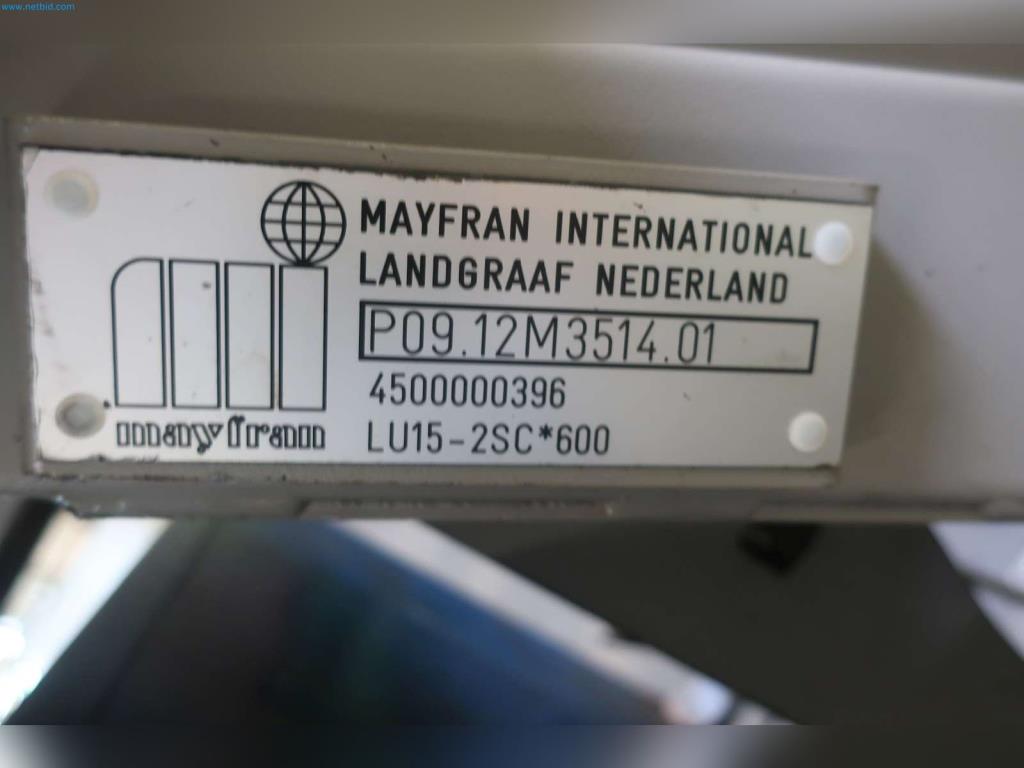 www.netbid.com
MAYFRAN INTERNATIONAL
LANDGRAAF NEDERLAND
P09.12M3514.01
4500000396
mayfran
LU15-2SC*600